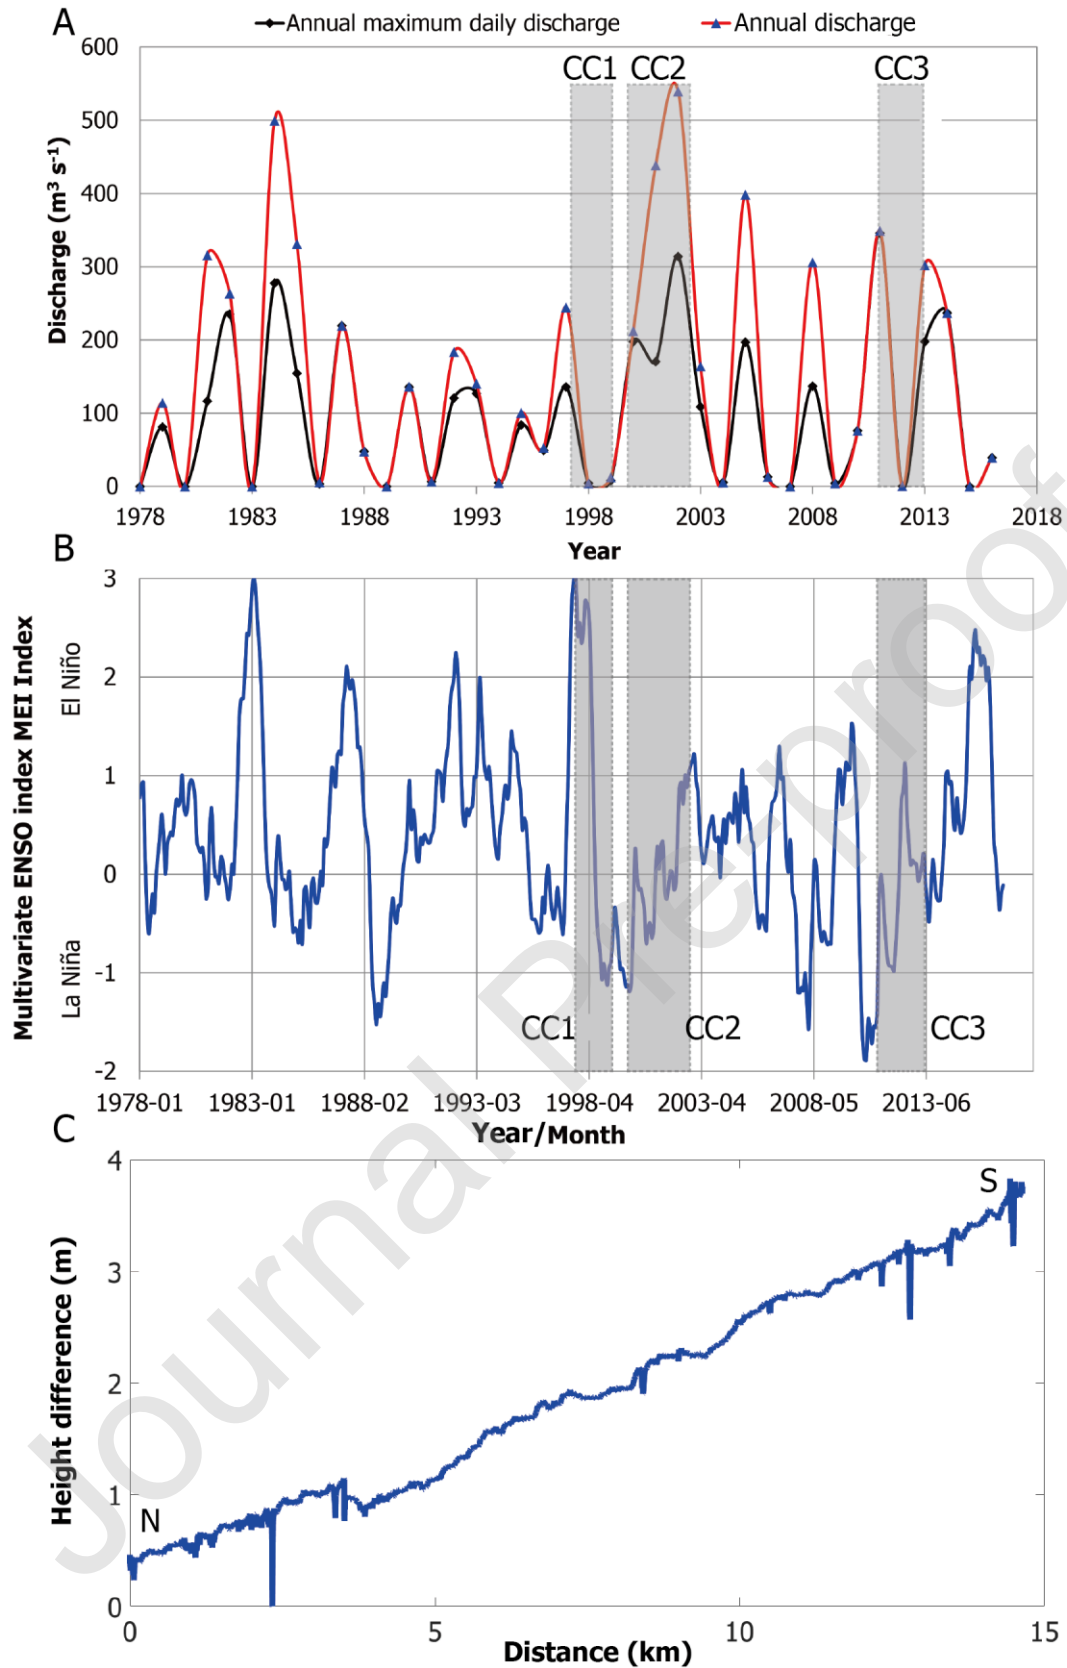 A
Annual maximum daily discharge
Annual discharge
600
500
400
300
200
100
0
Discharge (m³ s⁻¹)
CC1
CC2
CC3
1978
1983
1988
1993
1998
2003
2008
2013
2018
Year
B
3
2
1
0
-1
-2
Multivariate ENSO index MEI Index
El Niño
La Niña
CC1
CC2
CC3
1978-01
1983-01
1988-02
1993-03
1998-04
2003-04
2008-05
2013-06
Year/Month
C
4
3
2
1
0
Height difference (m)
N
S
0
5
10
15
Distance (km)
Journal Pre-proof